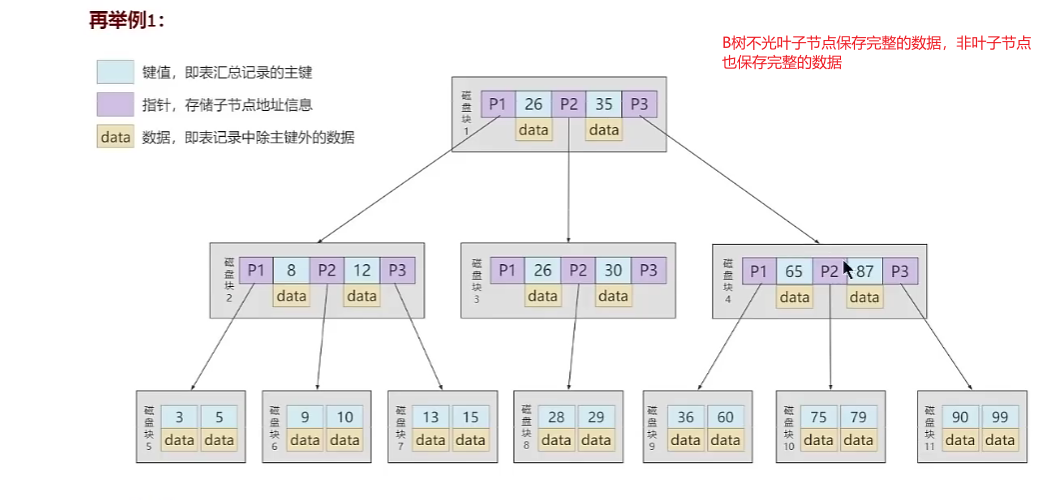 再举例1：
B树不光叶子节点保存完整的数据，非叶子节点
也保存完整的数据
键值，即表汇总记录的主键
指针，存储子节点地址信息
data 数据，即表记录中除主键外的数据
磁盘块1 P1 26 P2 35 P3
data data
磁盘块2 P1 8 P2 12 P3
data data
磁盘块3 P1 26 P2 30 P3
data data
磁盘块4 P1 65 P2 87 P3
data data
磁盘块5 3 5
data data
磁盘块6 9 10
data data
磁盘块7 13 15
data data
磁盘块8 28 29
data data
磁盘块9 36 60
data data
磁盘块10 75 79
data data
磁盘块11 90 99
data data